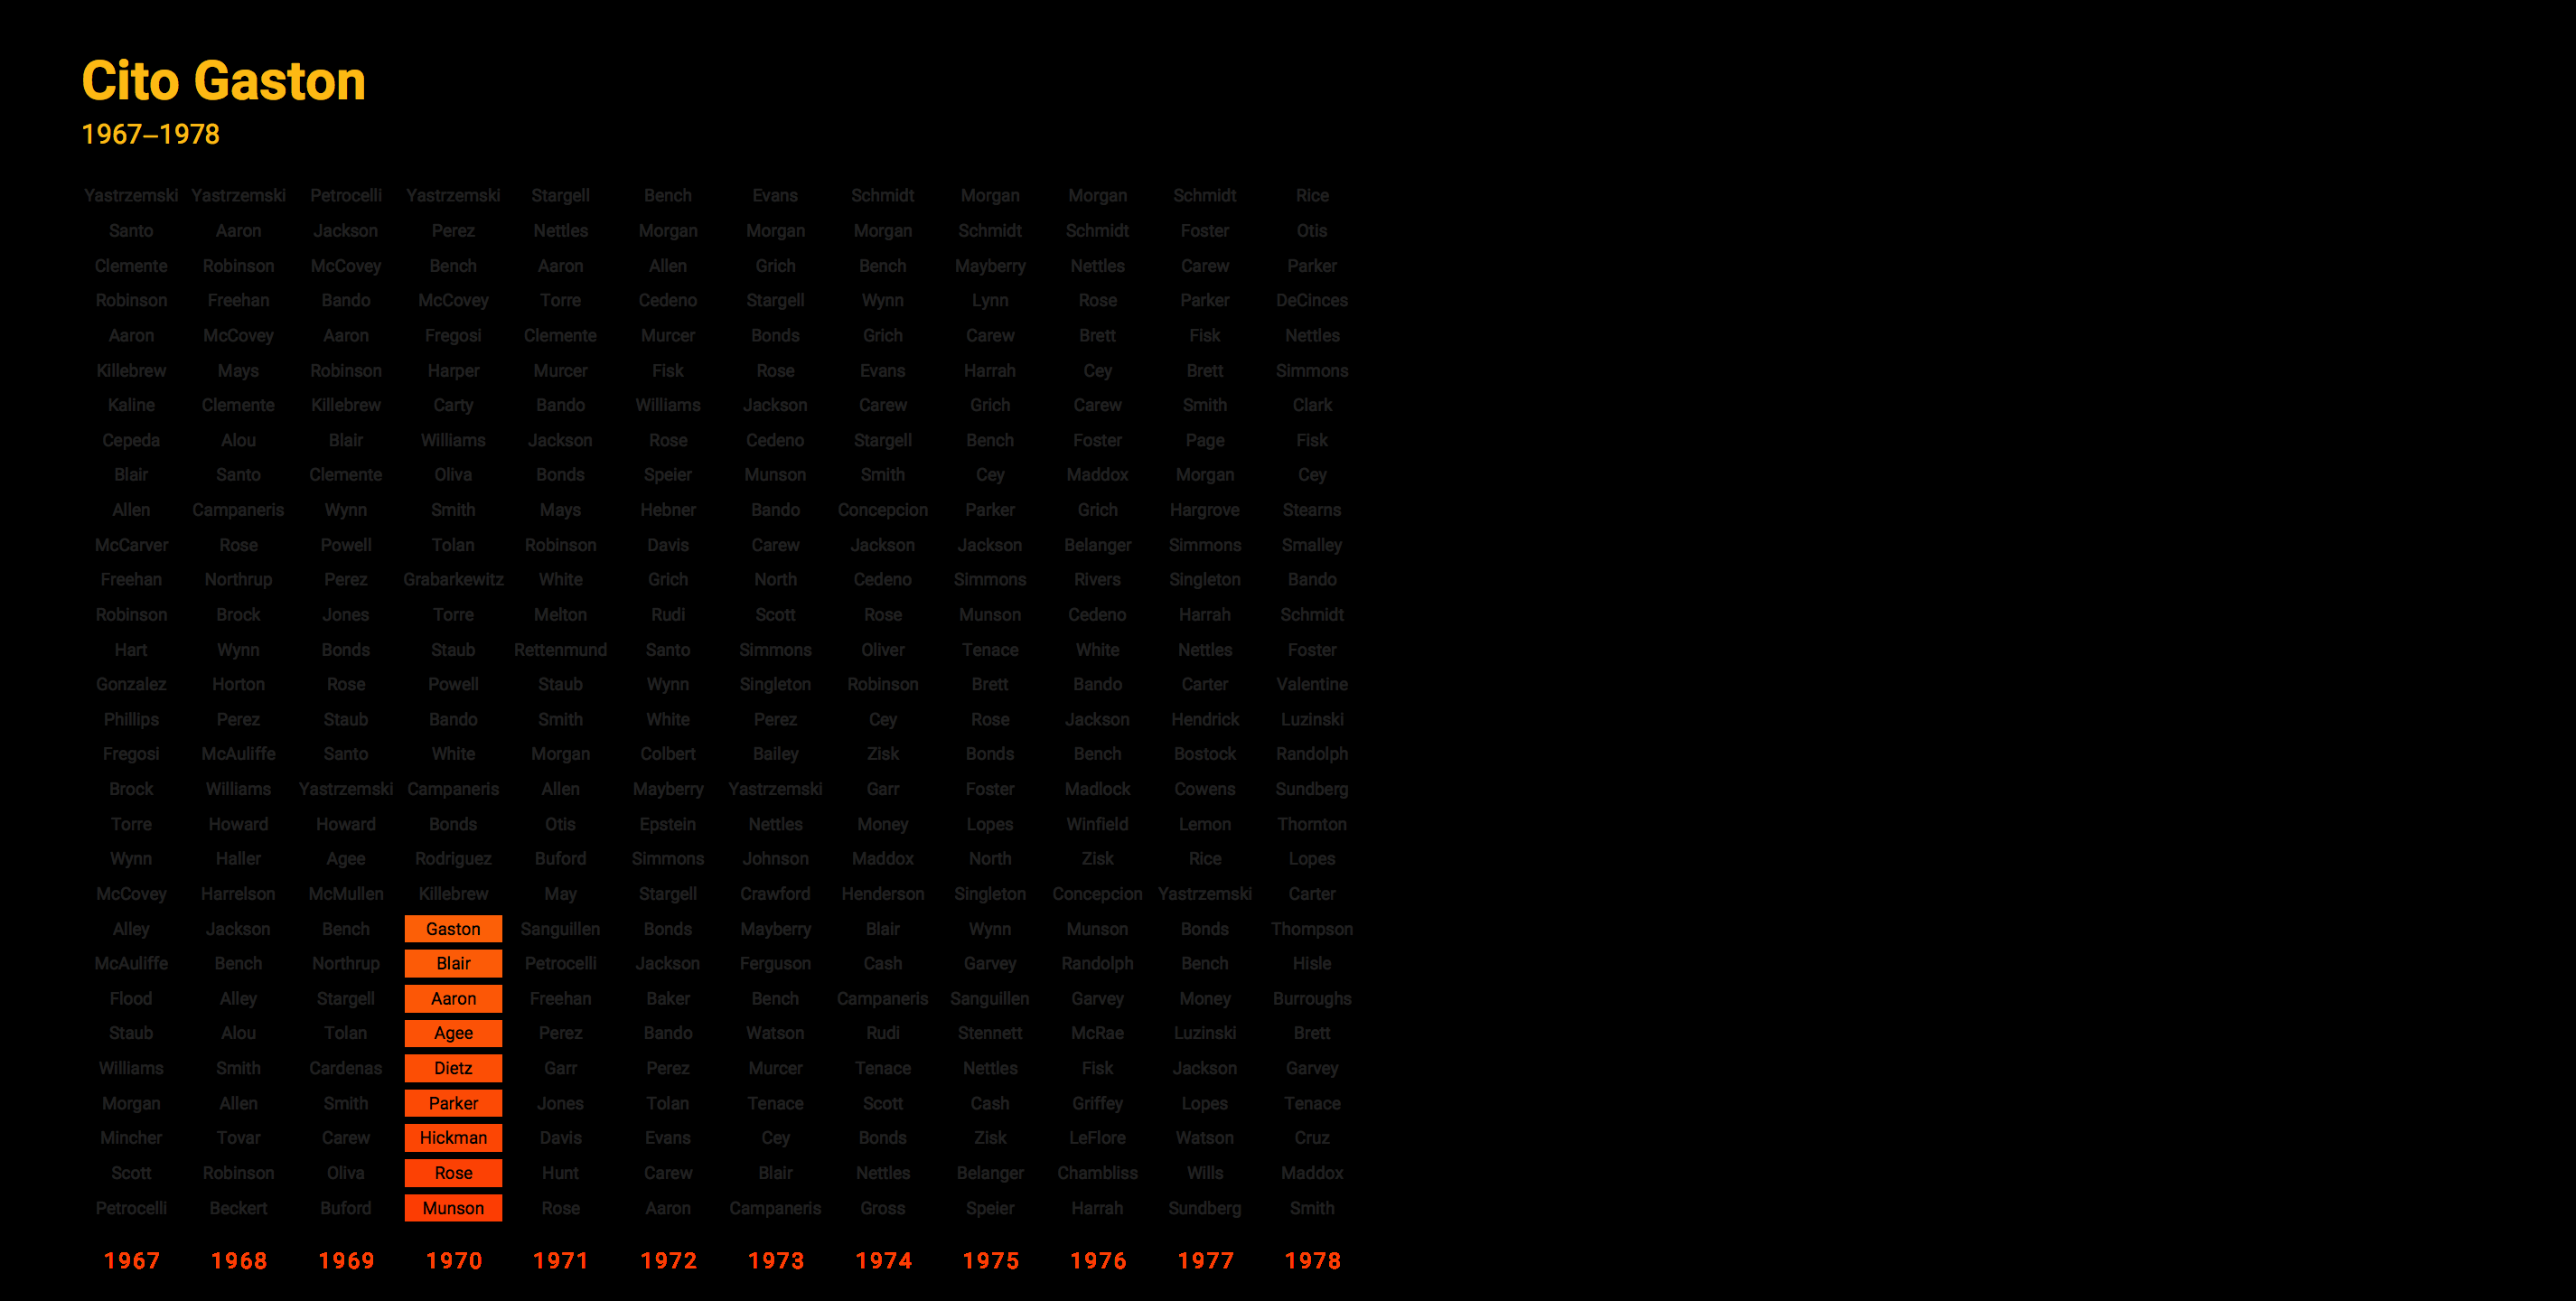 Cito Gaston
1967–1978
Yastrzemski Yastrzemski Petrocelli Yastrzemski Stargell Bench Evans Schmidt Morgan Morgan Schmidt Rice
Santo Aaron Jackson Perez Nettles Morgan Morgan Morgan Schmidt Schmidt Foster Otis
Clemente Robinson McCovey Bench Aaron Allen Grich Bench Mayberry Nettles Carew Parker
Robinson Freehan Bando McCovey Torre Cedeno Stargell Wynn Lynn Rose Parker DeCinces
Aaron McCovey Aaron Fregosi Clemente Murcer Bonds Grich Carew Brett Fisk Nettles
Killebrew Mays Robinson Harper Murcer Fisk Rose Evans Harrah Cey Brett Simmons
Kaline Clemente Killebrew Carty Bando Williams Jackson Carew Grich Carew Smith Clark
Cepeda Alou Blair Williams Jackson Rose Cedeno Stargell Bench Foster Page Fisk
Blair Santo Clemente Oliva Bonds Speier Munson Smith Cey Maddox Morgan Cey
Allen Campaneris Wynn Smith Mays Hebner Bando Concepcion Parker Grich Hargrove Stearns
McCarver Rose Powell Tolan Robinson Davis Carew Jackson Jackson Belanger Simmons Smalley
Freehan Northrup Perez Grabarkewitz White Grich North Cedeno Simmons Rivers Singleton Bando
Robinson Brock Jones Torre Melton Rudi Scott Rose Munson Cedeno Harrah Schmidt
Hart Wynn Bonds Staub Rettenmund Santo Simmons Oliver Tenace White Nettles Foster
Gonzalez Horton Rose Powell Staub Wynn Singleton Robinson Brett Bando Carter Valentine
Phillips Perez Staub Bando Smith White Perez Cey Rose Jackson Hendrick Luzinski
Fregosi McAuliffe Santo White Morgan Colbert Bailey Zisk Bonds Bench Bostock Randolph
Brock Williams Yastrzemski Campaneris Allen Mayberry Yastrzemski Garr Foster Madlock Cowens Sundberg
Torre Howard Howard Bonds Otis Epstein Nettles Money Lopes Winfield Lemon Thornton
Wynn Haller Agee Rodriguez Buford Simmons Johnson Maddox North Zisk Rice Lopes
McCovey Harrelson McMullen Killebrew May Stargell Crawford Henderson Singleton Concepcion Yastrzemski Carter
Alley Jackson Bench Gaston Sanguillen Bonds Mayberry Blair Wynn Munson Bonds Thompson
McAuliffe Bench Northrup Blair Petrocelli Jackson Ferguson Cash Garvey Randolph Bench Hisle
Flood Alley Stargell Aaron Freehan Baker Bench Campaneris Sanguillen Garvey Money Burroughs
Staub Alou Tolan Agee Perez Bando Watson Rudi Stennett McRae Luzinski Brett
Williams Smith Cardenas Dietz Garr Perez Murcer Tenace Nettles Fisk Jackson Garvey
Morgan Allen Smith Parker Jones Tolan Tenace Scott Cash Griffey Lopes Tenace
Mincher Tovar Carew Hickman Davis Evans Cey Bonds Zisk LeFlore Watson Cruz
Scott Robinson Oliva Rose Hunt Carew Blair Nettles Belanger Chambliss Wills Maddox
Petrocelli Beckert Buford Munson Rose Aaron Campaneris Gross Speier Harrah Sundberg Smith
1967 1968 1969 1970 1971 1972 1973 1974 1975 1976 1977 1978